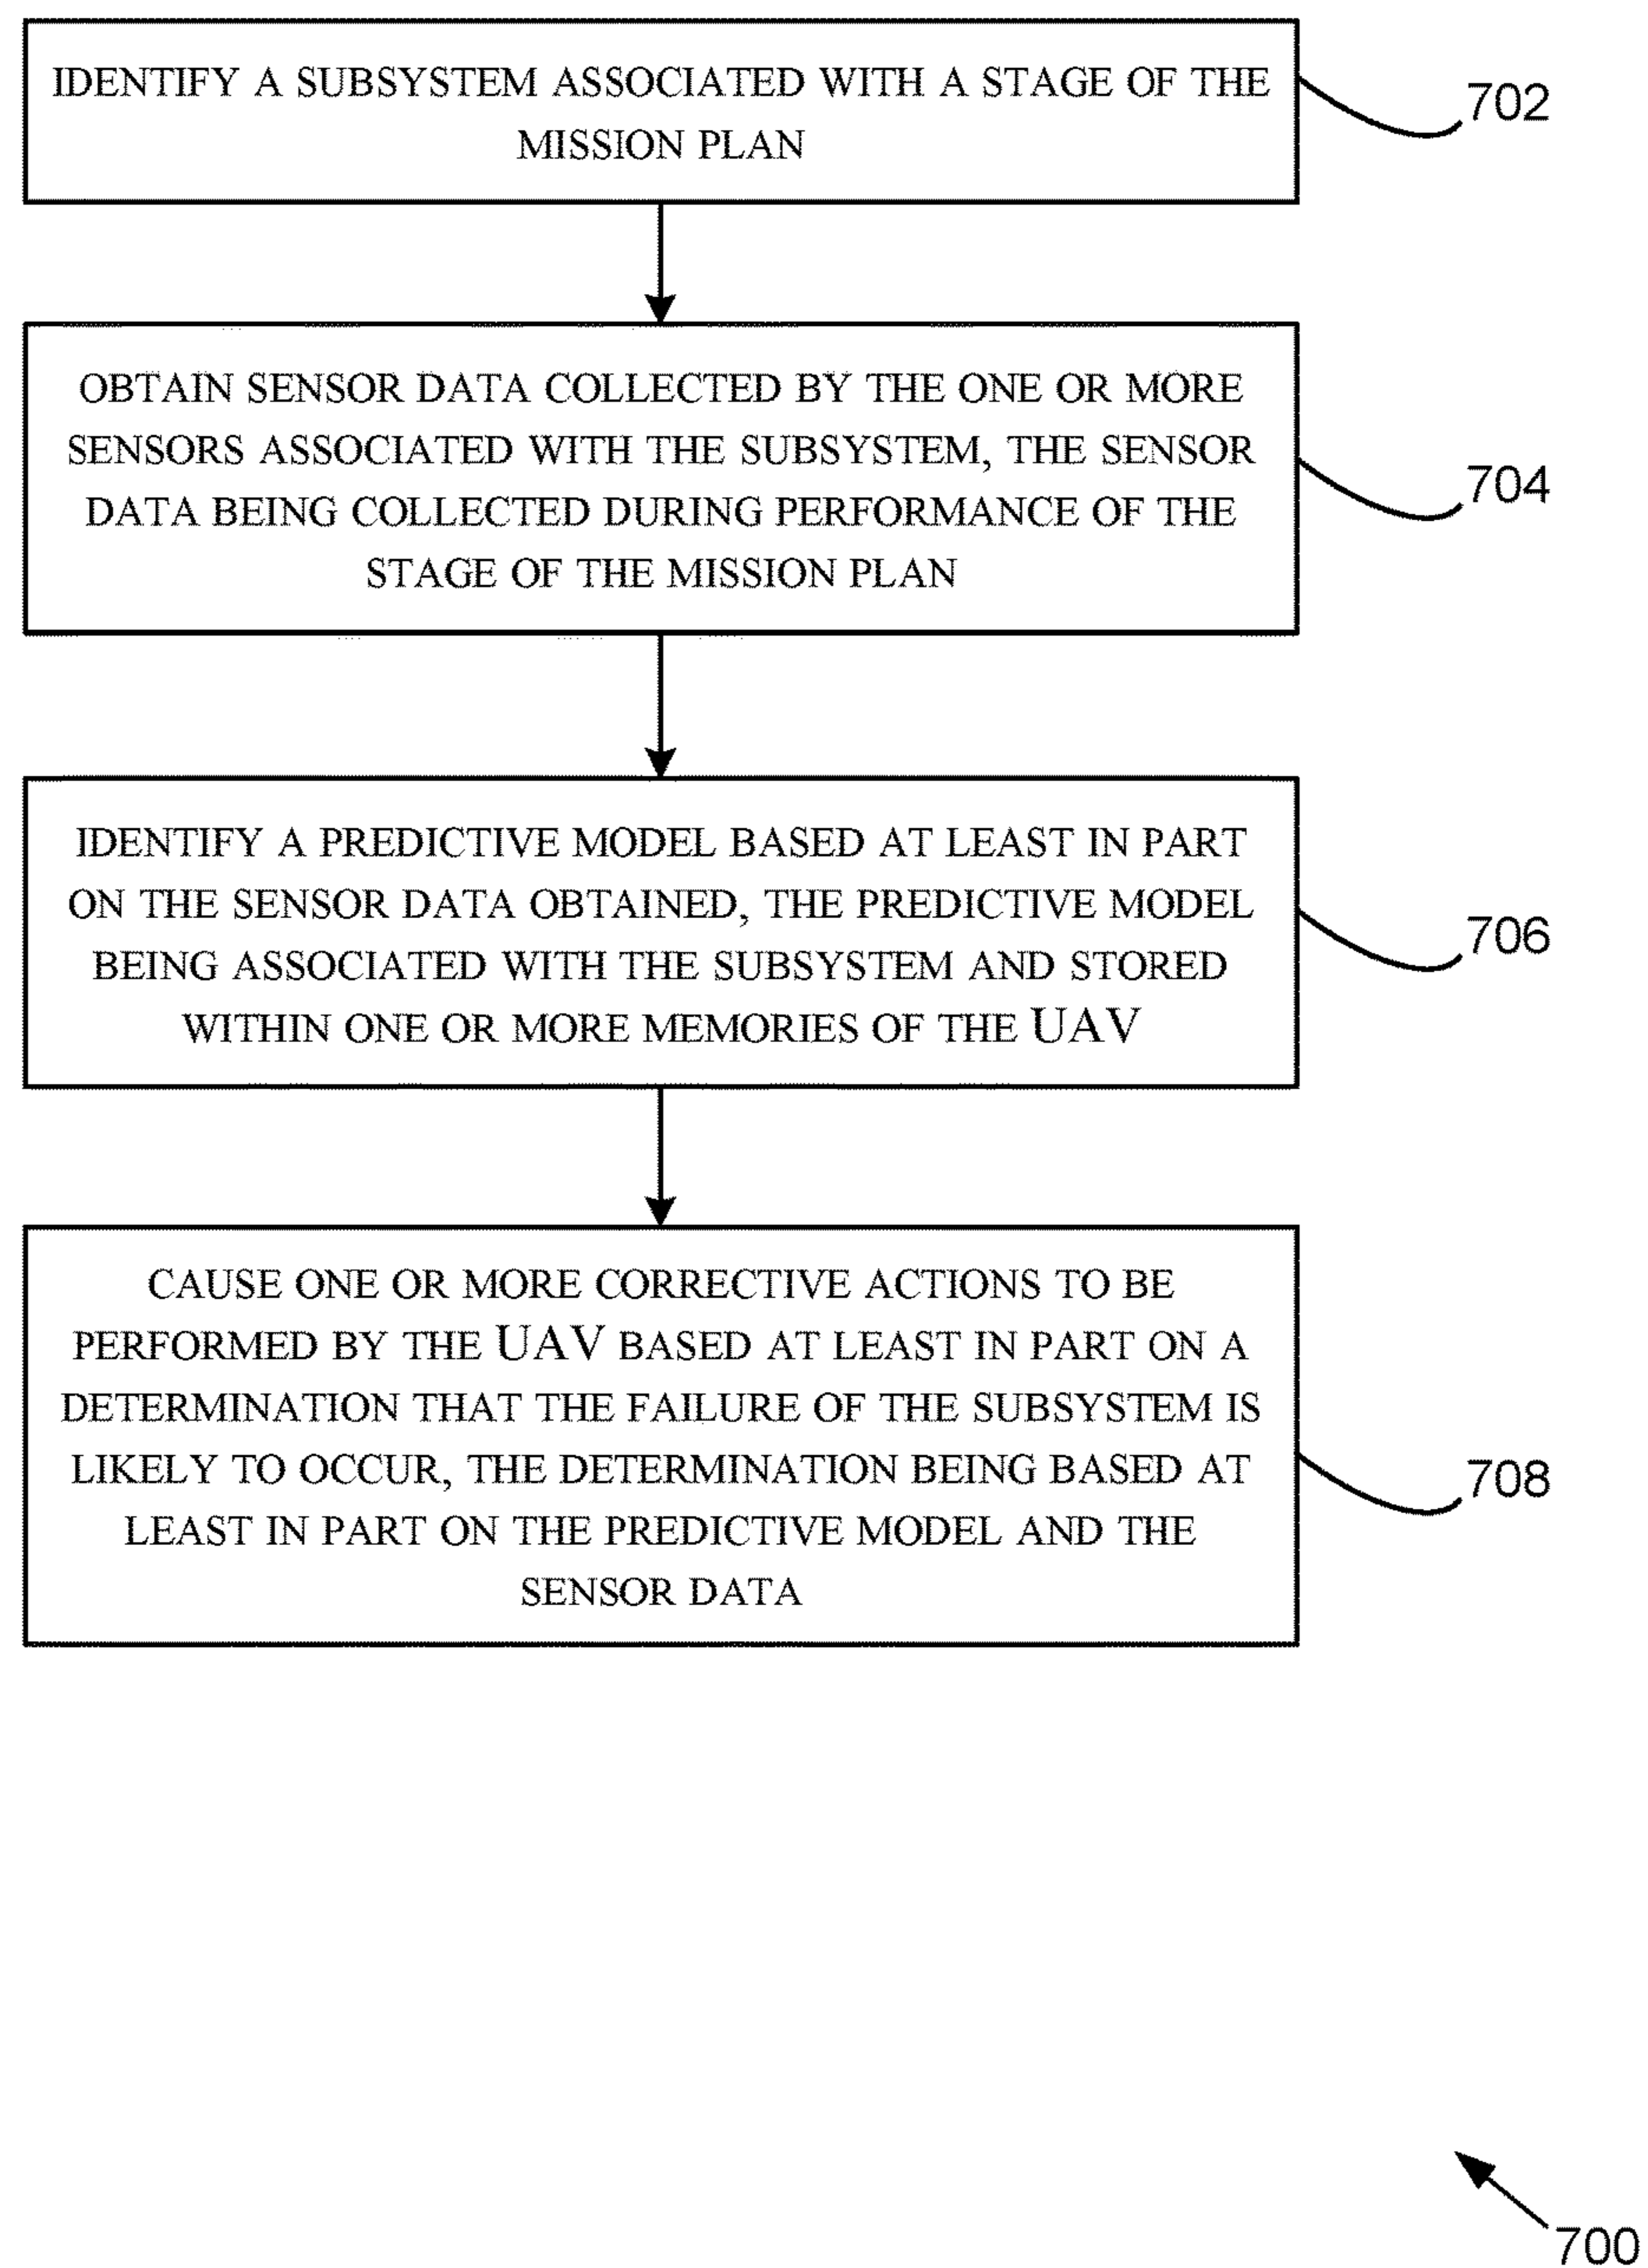 IDENTIFY A SUBSYSTEM ASSOCIATED WITH A STAGE OF THE
MISSION PLAN
702
OBTAIN SENSOR DATA COLLECTED BY THE ONE OR MORE
SENSORS ASSOCIATED WITH THE SUBSYSTEM, THE SENSOR
DATA BEING COLLECTED DURING PERFORMANCE OF THE
STAGE OF THE MISSION PLAN
704
IDENTIFY A PREDICTIVE MODEL BASED AT LEAST IN PART
ON THE SENSOR DATA OBTAINED, THE PREDICTIVE MODEL
BEING ASSOCIATED WITH THE SUBSYSTEM AND STORED
WITHIN ONE OR MORE MEMORIES OF THE UAV
706
CAUSE ONE OR MORE CORRECTIVE ACTIONS TO BE
PERFORMED BY THE UAV BASED AT LEAST IN PART ON A
DETERMINATION THAT THE FAILURE OF THE SUBSYSTEM IS
LIKELY TO OCCUR, THE DETERMINATION BEING BASED AT
LEAST IN PART ON THE PREDICTIVE MODEL AND THE
SENSOR DATA
708
700